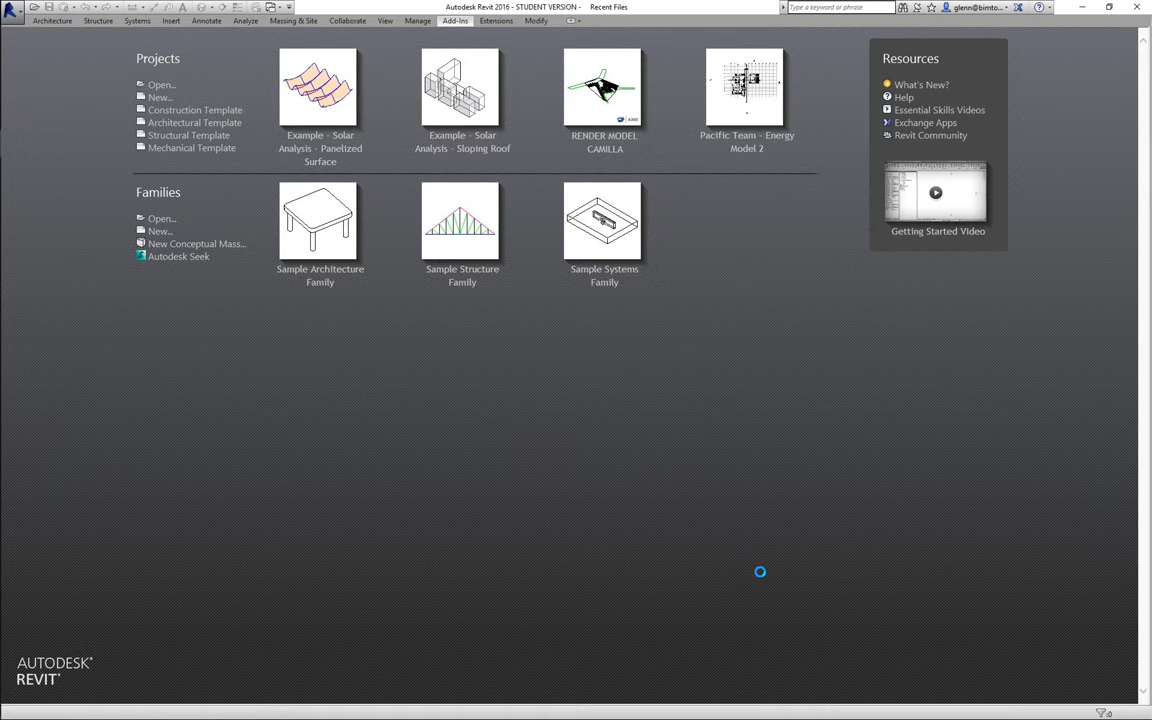 Autodesk Revit 2016 - STUDENT VERSION - Recent Files
Type a keyword or phrase
glenn@bimto...
Architecture Structure Systems Insert Annotate Analyze Massing & Site Collaborate View Manage Add-Ins Extensions Modify
Projects
Open...
New...
Construction Template
Architectural Template
Structural Template
Mechanical Template
Example - Solar
Analysis - Panelized
Surface
Example - Solar
Analysis - Sloping Roof
RENDER MODEL
CAMILLA
Pacific Team - Energy
Model 2
Families
Open...
New...
New Conceptual Mass...
Autodesk Seek
Sample Architecture
Family
Sample Structure
Family
Sample Systems
Family
Resources
What's New?
Help
Essential Skills Videos
Exchange Apps
Revit Community
Getting Started Video
AUTODESK®
REVIT®
:0